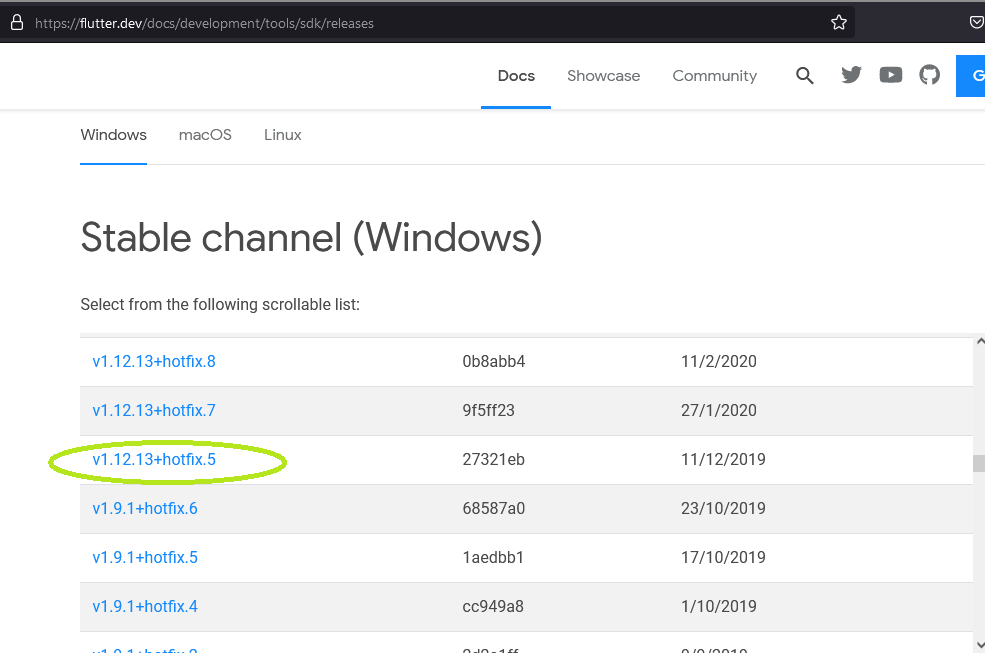 https://flutter.dev/docs/development/tools/sdk/releases
Docs Showcase Community G
Windows macOS Linux
Stable channel (Windows)
Select from the following scrollable list:
v1.12.13+hotfix.8 0b8abb4 11/2/2020
v1.12.13+hotfix.7 9f5ff23 27/1/2020
v1.12.13+hotfix.5 27321eb 11/12/2019
v1.9.1+hotfix.6 68587a0 23/10/2019
v1.9.1+hotfix.5 1aedbb1 17/10/2019
v1.9.1+hotfix.4 cc949a8 1/10/2019